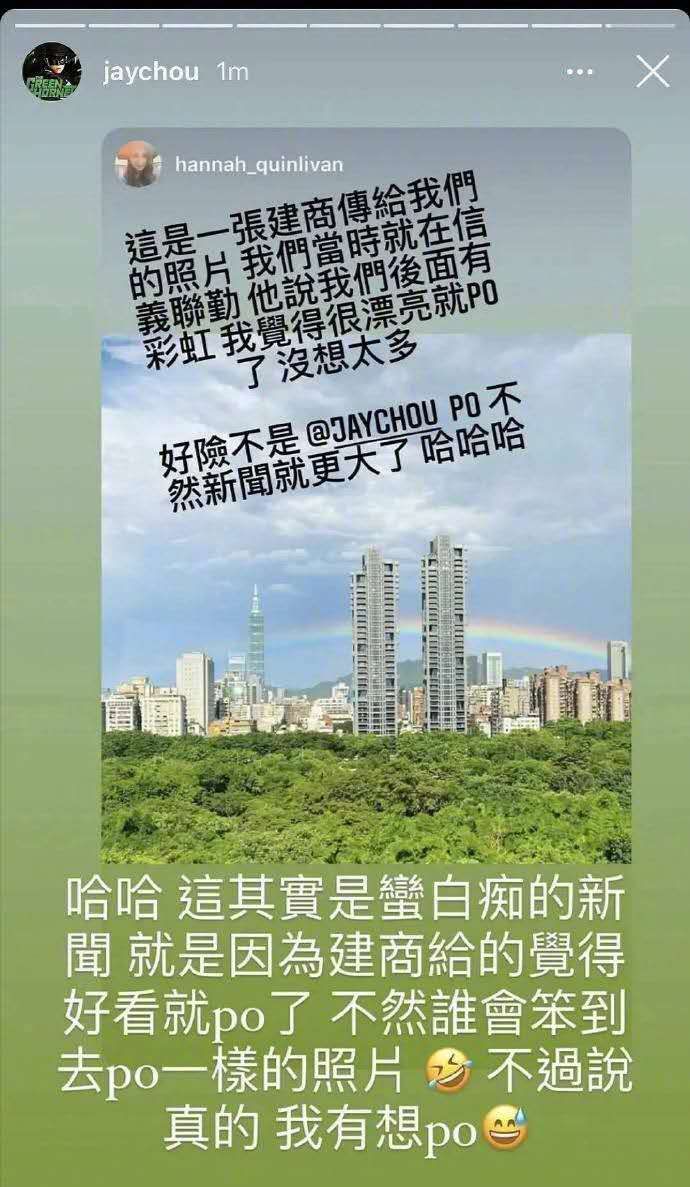 jaychou 1m
THE GREEN HORNET
hannah_quinlivan
這是一張建商傳給我們
的照片 我們當時就在信
義聯勤 他說我們後面有
彩虹 我覺得很漂亮就PO
了 沒想太多
好險不是 @JAYCHOU PO 不
然新聞就更大了 哈哈哈
哈哈 這其實是蠻白痴的新
聞 就是因為建商給的覺得
好看就po了 不然誰會笨到
去po一樣的照片 🤣 不過說
真的 我有想po😅